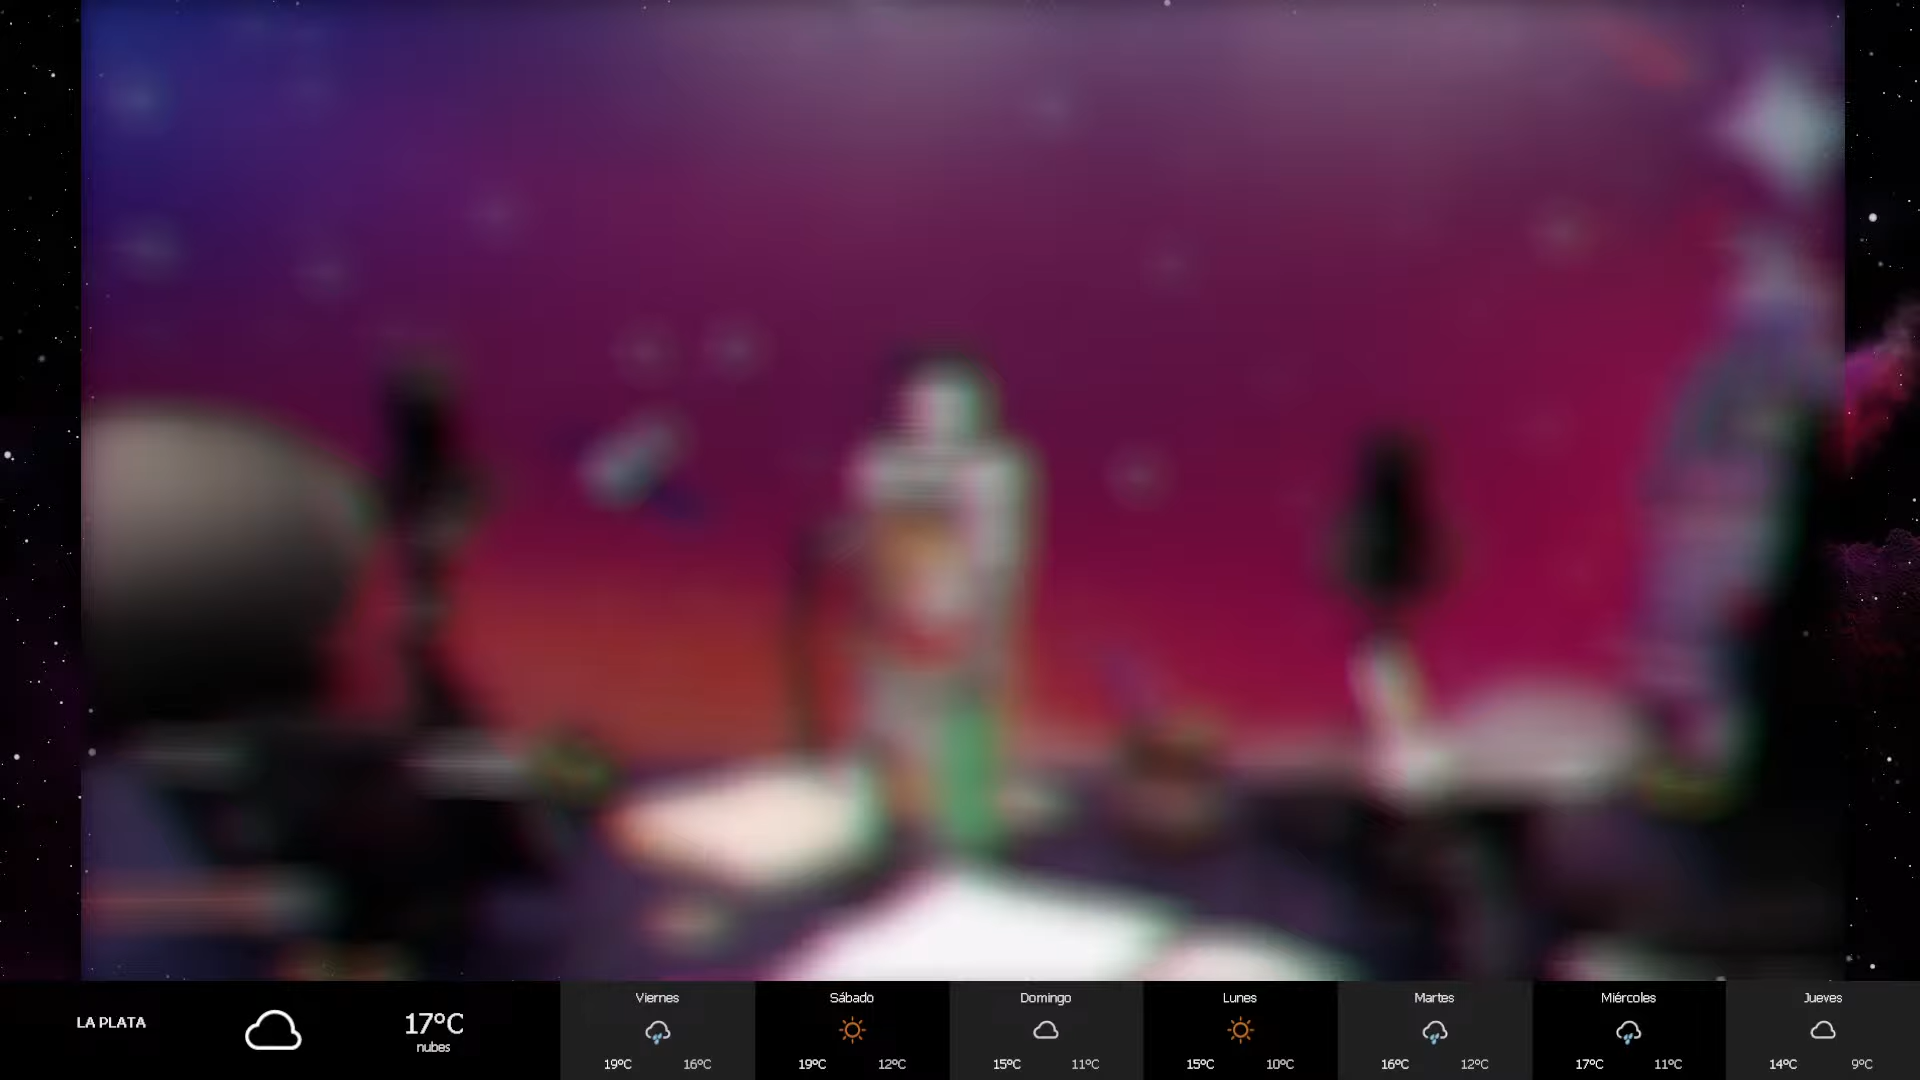 LA PLATA
17°C
nubes
Viernes
19°C 16°C
Sábado
19°C 12°C
Domingo
15°C 11°C
Lunes
15°C 10°C
Martes
16°C 12°C
Miércoles
17°C 11°C
Jueves
14°C 9°C